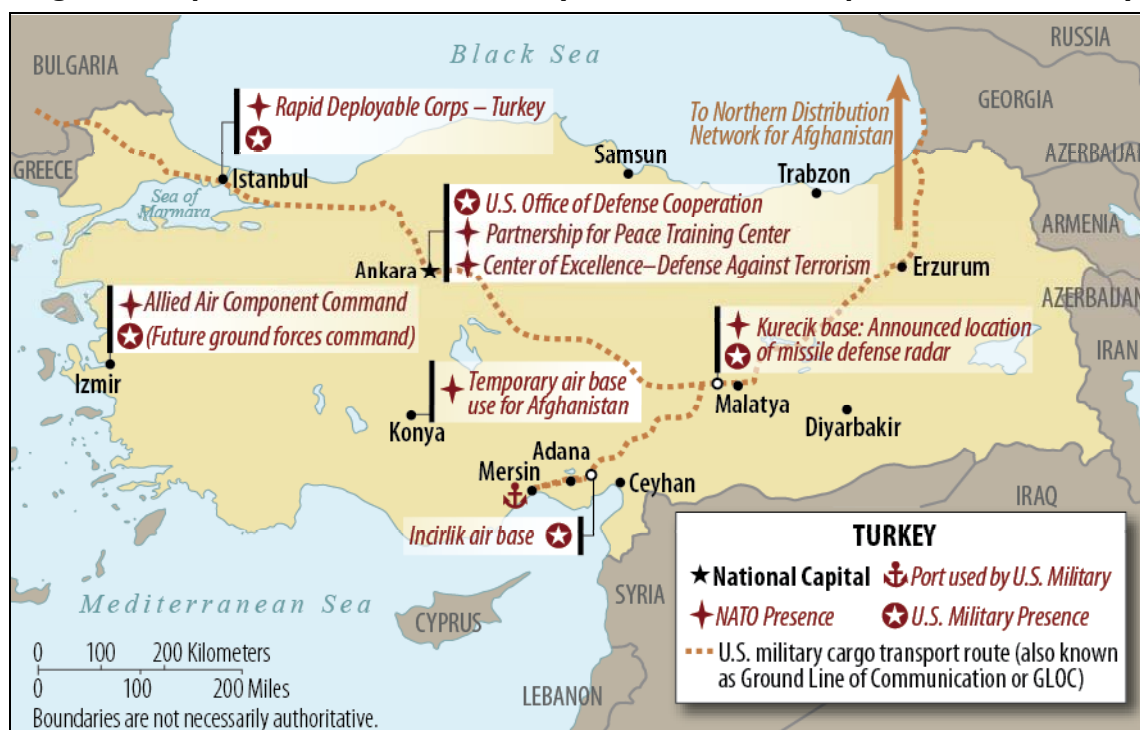 BULGARIA
Black Sea
RUSSIA
GEORGIA
Rapid Deployable Corps – Turkey
To Northern Distribution
Network for Afghanistan
GREECE
Istanbul
Samsun
Trabzon
AZERBAIJAN
Sea of
Marmara
U.S. Office of Defense Cooperation
Partnership for Peace Training Center
Center of Excellence–Defense Against Terrorism
ARMENIA
Ankara
Erzurum
AZERBAIJAN
Allied Air Component Command
(Future ground forces command)
Kurecik base: Announced location
of missile defense radar
IRAN
Izmir
Temporary air base
use for Afghanistan
Malatya
Konya
Diyarbakir
Adana
Mersin
Ceyhan
IRAQ
Incirlik air base
TURKEY
National Capital
Port used by U.S. Military
NATO Presence
U.S. Military Presence
U.S. military cargo transport route (also known
as Ground Line of Communication or GLOC)
Mediterranean Sea
SYRIA
CYPRUS
LEBANON
0 100 200 Kilometers
0 100 200 Miles
Boundaries are not necessarily authoritative.